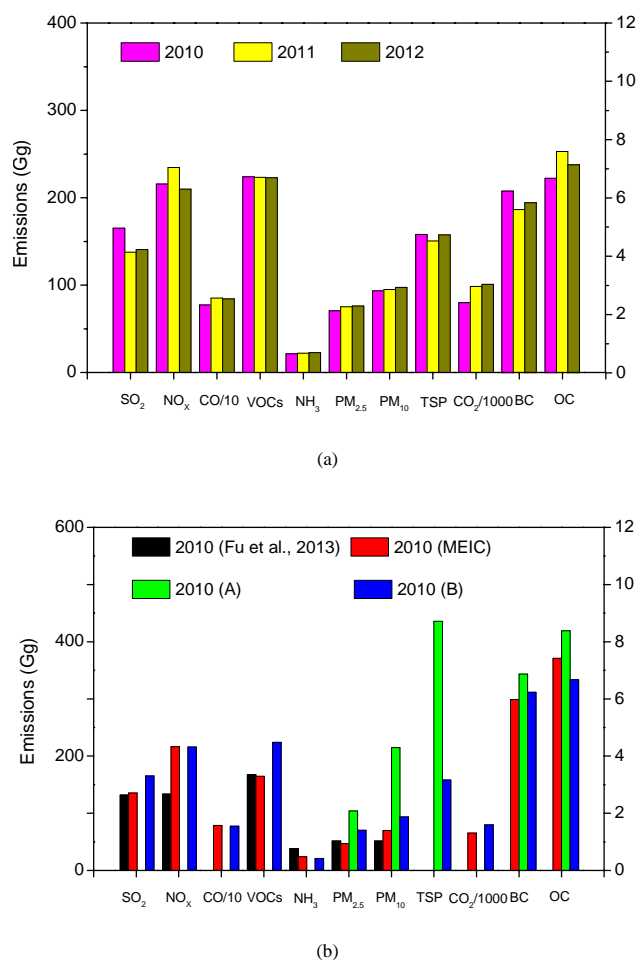 400
12
2010 2011 2012
10
300
8
Emissions (Gg)
200
6
4
100
2
0
0
SO2 NOX CO/10 VOCs NH3 PM2.5 PM10 TSP CO2/1000 BC OC
(a)
600
12
2010 (Fu et al., 2013) 2010 (MEIC)
10
2010 (A) 2010 (B)
400
8
Emissions (Gg)
6
200
4
2
0
0
SO2 NOX CO/10 VOCs NH3 PM2.5 PM10 TSP CO2/1000 BC OC
(b)